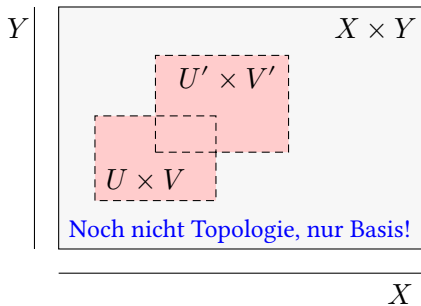 Y
X × Y
U′ × V′
U × V
Noch nicht Topologie, nur Basis!
X